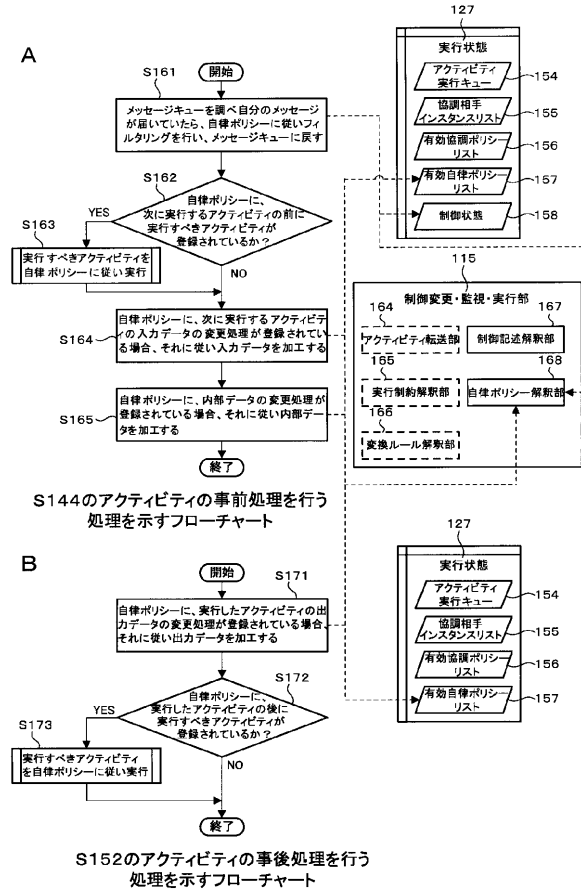 A
開始
S161
メッセージキューを調べ自分のメッセージ
が届いていたら、自律ポリシーに従いフィ
ルタリングを行い、メッセージキューに戻す
S162
自律ポリシーに、
次に実行するアクティビティの前に
実行すべきアクティビティが
登録されているか？
YES
NO
S163
実行すべきアクティビティを
自律ポリシーに従い実行
S164
自律ポリシーに、次に実行するアクティビ
ティの入力データの変更処理が登録されてい
る場合、それに従い入力データを加工する
S165
自律ポリシーに、内部データの変更処理が
登録されている場合、それに従い内部デー
タを加工する
終了
S144のアクティビティの事前処理を行う
処理を示すフローチャート
127
実行状態
アクティビティ
実行キュー
154
協調相手
インスタンスリスト
155
有効協調ポリシー
リスト
156
有効自律ポリシー
リスト
157
制御状態
158
115
制御変更・監視・実行部
164
アクティビティ転送部
167
制御記述解釈部
165
実行制約解釈部
168
自律ポリシー解釈部
166
変換ルール解釈部
B
開始
S171
自律ポリシーに、実行したアクティビティの出
力データの変更処理が登録されている場合、
それに従い出力データを加工する
S172
自律ポリシーに、
実行したアクティビティの後に
実行すべきアクティビティが
登録されているか？
YES
NO
S173
実行すべきアクティビティ
を自律ポリシーに従い実行
終了
S152のアクティビティの事後処理を行う
処理を示すフローチャート
127
実行状態
アクティビティ
実行キュー
154
協調相手
インスタンスリスト
155
有効協調ポリシー
リスト
156
有効自律ポリシー
リスト
157